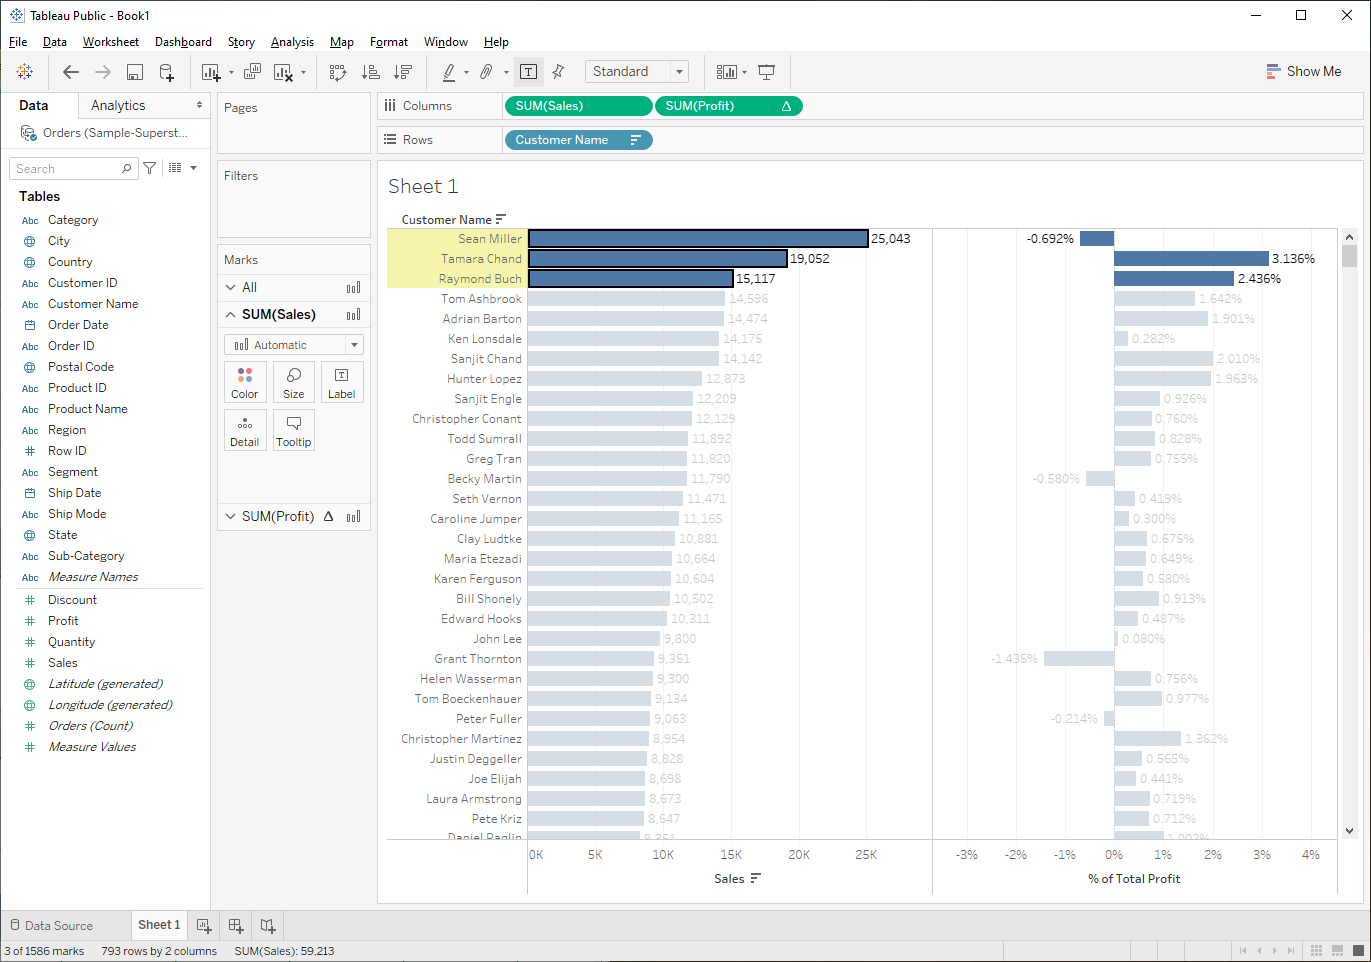 Tableau Public - Book1
File Data Worksheet Dashboard Story Analysis Map Format Window Help
Standard
Show Me
Data Analytics
Orders (Sample-Superst...
Search
Tables
Abc Category
City
Country
Abc Customer ID
Abc Customer Name
Order Date
Abc Order ID
Postal Code
Abc Product ID
Abc Product Name
Abc Region
# Row ID
Abc Segment
Ship Date
Abc Ship Mode
State
Abc Sub-Category
Abc Measure Names
# Discount
# Profit
# Quantity
# Sales
Latitude (generated)
Longitude (generated)
# Orders (Count)
# Measure Values
Pages
Filters
Marks
All
SUM(Sales)
Automatic
Color Size Label
Detail Tooltip
SUM(Profit) Δ
Columns SUM(Sales) SUM(Profit) Δ
Rows Customer Name
Sheet 1
Customer Name
Sean Miller 25,043 -0.692%
Tamara Chand 19,052 3.136%
Raymond Buch 15,117 2.436%
Tom Ashbrook 14,596 1.642%
Adrian Barton 14,474 1.901%
Ken Lonsdale 14,175 0.282%
Sanjit Chand 14,142 2.010%
Hunter Lopez 12,873 1.963%
Sanjit Engle 12,209 0.926%
Christopher Conant 12,129 0.760%
Todd Sumrall 11,892 0.828%
Greg Tran 11,820 0.755%
Becky Martin 11,790 -0.580%
Seth Vernon 11,471 0.419%
Caroline Jumper 11,165 0.300%
Clay Ludtke 10,881 0.675%
Maria Etezadi 10,664 0.649%
Karen Ferguson 10,604 0.580%
Bill Shonely 10,502 0.913%
Edward Hooks 10,311 0.487%
John Lee 9,800 0.080%
Grant Thornton 9,351 -1.435%
Helen Wasserman 9,300 0.756%
Tom Boeckenhauer 9,134 0.977%
Peter Fuller 9,063 -0.214%
Christopher Martinez 8,954 1.362%
Justin Deggeller 8,828 0.565%
Joe Elijah 8,698 0.441%
Laura Armstrong 8,673 0.719%
Pete Kriz 8,647 0.712%
Daniel Raglin 8,351 1.002%
0K 5K 10K 15K 20K 25K -3% -2% -1% 0% 1% 2% 3% 4%
Sales % of Total Profit
Data Source Sheet 1
3 of 1586 marks 793 rows by 2 columns SUM(Sales): 59,213